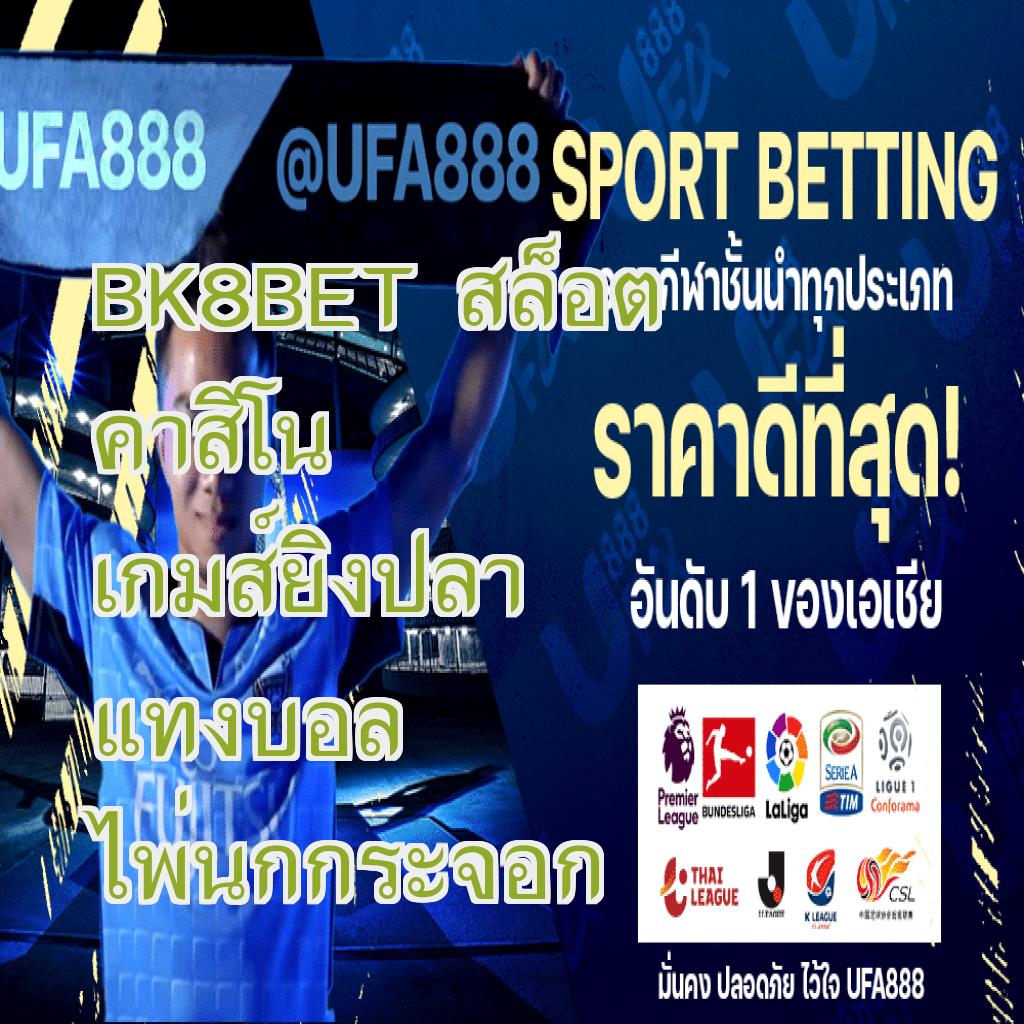 UFA888
@UFA888
SPORT BETTING
กีฬาชั้นนำทุกประเภท
BK8BET สล็อต
คาสิโน
เกมส์ยิงปลา
แทงบอล
ไพ่นกกระจอก
ราคาดีที่สุด!
อันดับ 1 ของเอเชีย
Premier
League
BUNDESLIGA
LaLiga
SERIE A
TIM
LIGUE 1
Conforama
THAI
LEAGUE
J.LEAGUE
K LEAGUE
CSL
มั่นคง ปลอดภัย ไว้ใจ UFA888